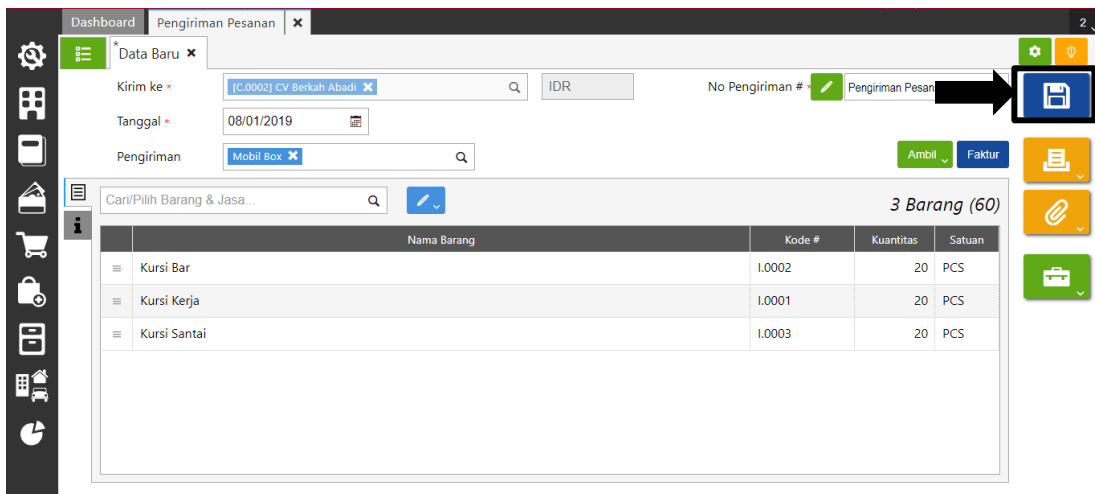 Dashboard Pengiriman Pesanan 2
*Data Baru
Kirim ke * [C.0002] CV Berkah Abadi IDR No Pengiriman # * Pengiriman Pesan
Tanggal * 08/01/2019
Pengiriman Mobil Box Ambil Faktur
Cari/Pilih Barang & Jasa... 3 Barang (60)
Nama Barang Kode # Kuantitas Satuan
Kursi Bar I.0002 20 PCS
Kursi Kerja I.0001 20 PCS
Kursi Santai I.0003 20 PCS